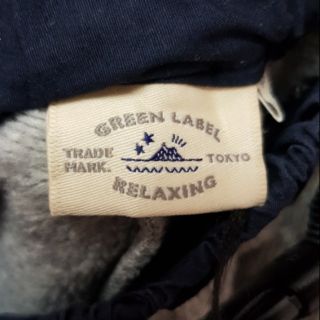 GREEN LABEL
TRADE MARK.
TOKYO
RELAXING